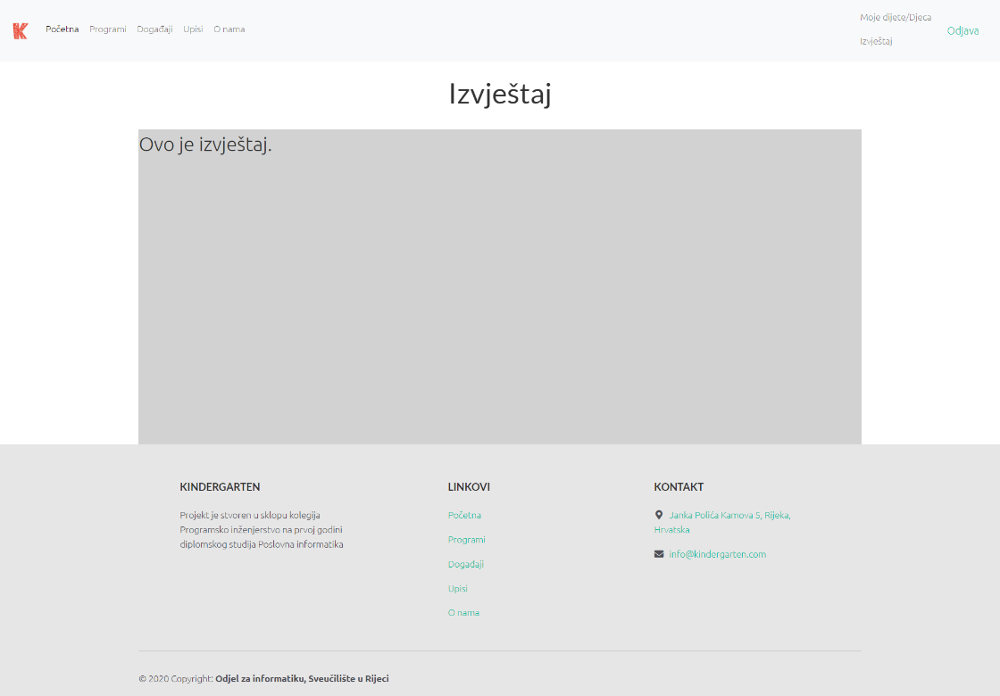 K
Početna Programi Događaji Upisi O nama
Moje dijete/Djeca
Izvještaj
Odjava
Izvještaj
Ovo je izvještaj.
KINDERGARTEN
Projekt je stvoren u sklopu kolegija
Programsko inženjerstvo na prvoj godini
diplomskog studija Poslovna informatika
LINKOVI
Početna
Programi
Događaji
Upisi
O nama
KONTAKT
Janka Polića Kamova 5, Rijeka,
Hrvatska
info@kindergarten.com
© 2020 Copyright: Odjel za informatiku, Sveučilište u Rijeci